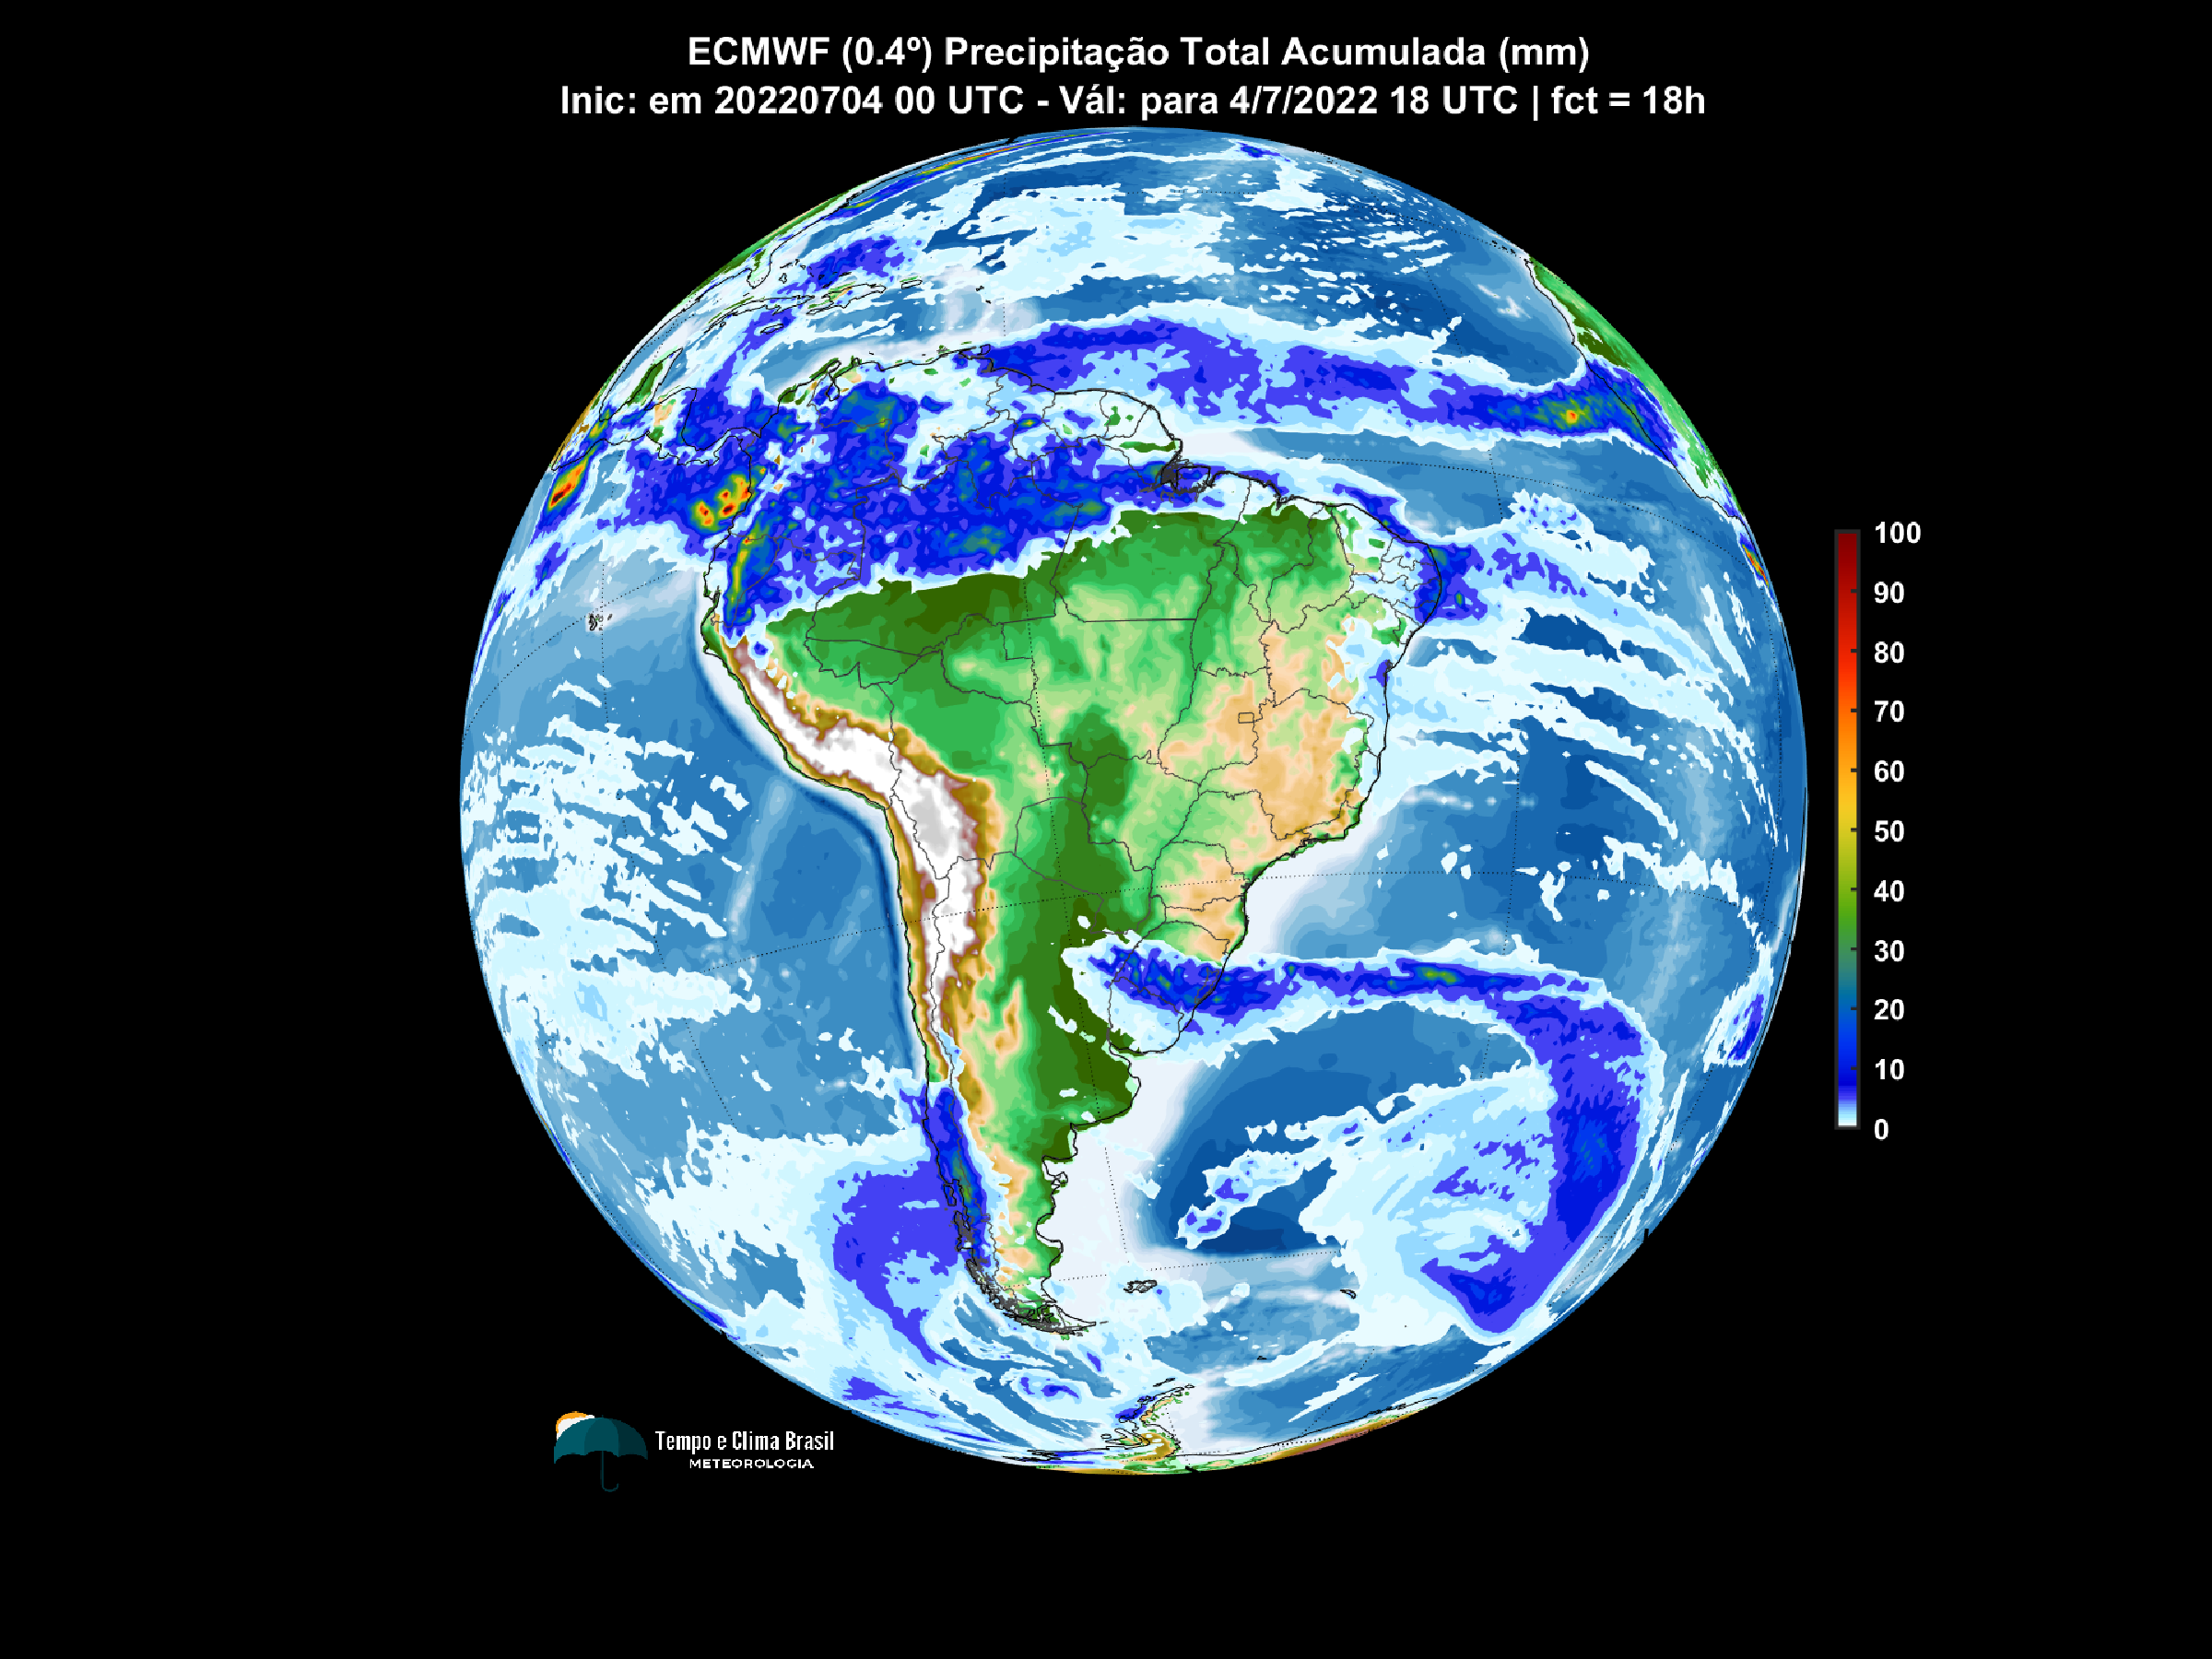 ECMWF (0.4º) Precipitação Total Acumulada (mm)
Inic: em 20220704 00 UTC - Vál: para 4/7/2022 18 UTC | fct = 18h
100
90
80
70
60
50
40
30
20
10
0
Tempo e Clima Brasil
METEOROLOGIA